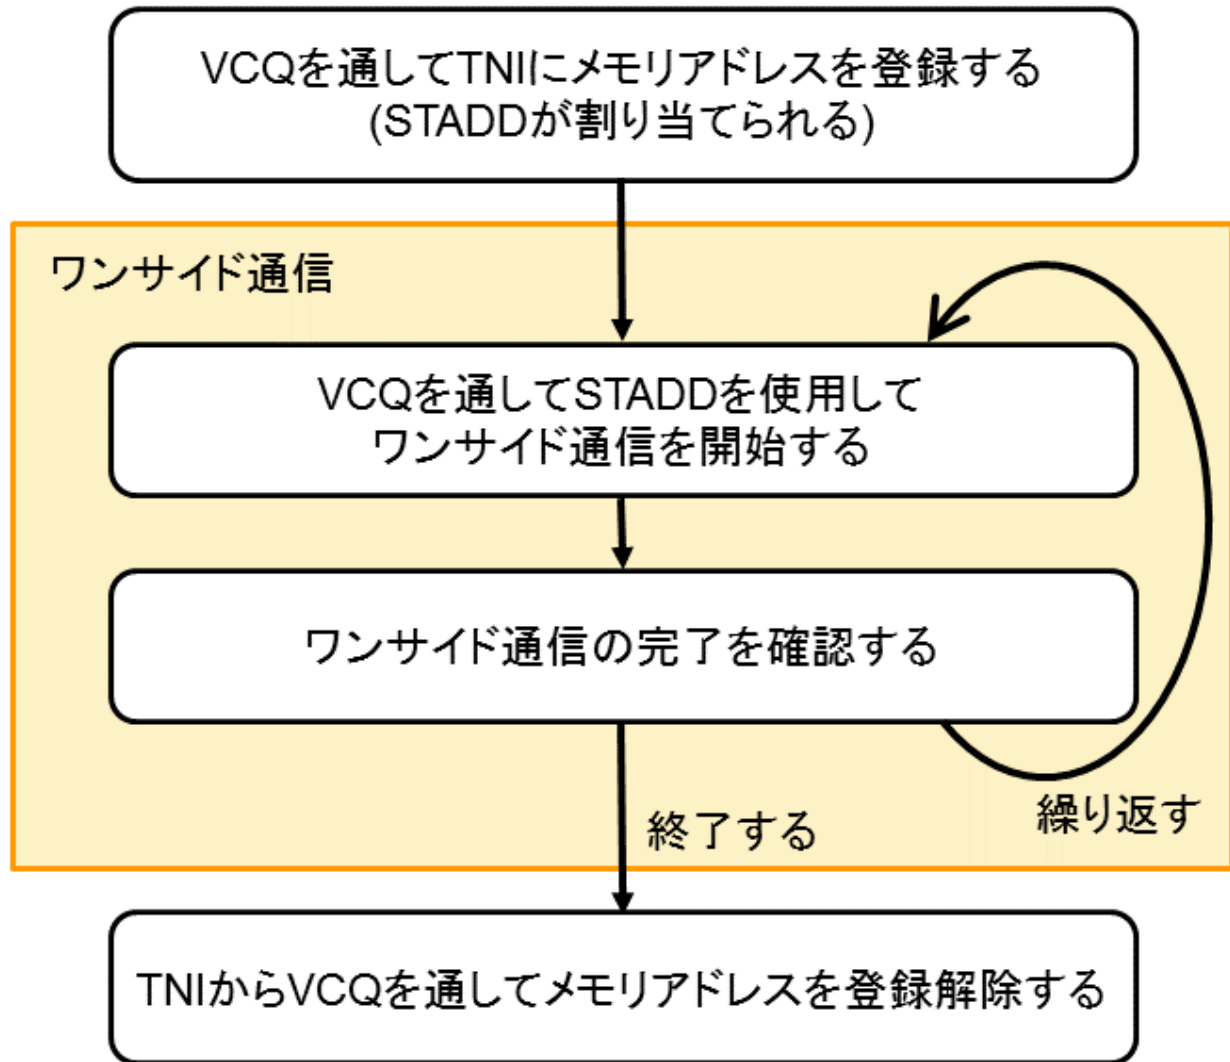 VCQを通してTNIにメモリアドレスを登録する
(STADDが割り当てられる)
ワンサイド通信
VCQを通してSTADDを使用して
ワンサイド通信を開始する
ワンサイド通信の完了を確認する
繰り返す
終了する
TNIからVCQを通してメモリアドレスを登録解除する